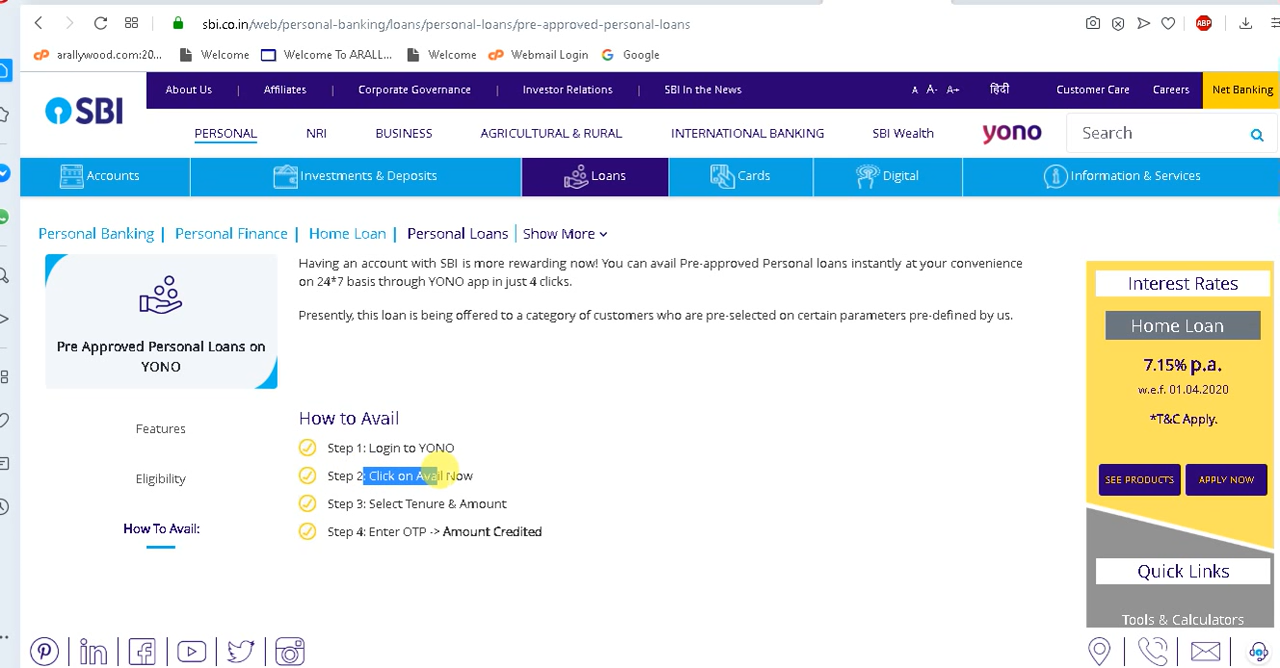 sbi.co.in/web/personal-banking/loans/personal-loans/pre-approved-personal-loans
ABP
arallywood.com:20... Welcome Welcome To ARALL... Welcome Webmail Login Google
SBI
About Us | Affiliates | Corporate Governance | Investor Relations | SBI In the News A A- A+ हिंदी Customer Care Careers Net Banking
PERSONAL NRI BUSINESS AGRICULTURAL & RURAL INTERNATIONAL BANKING SBI Wealth yono Search
Accounts Investments & Deposits Loans Cards Digital Information & Services
Personal Banking | Personal Finance | Home Loan | Personal Loans | Show More
Having an account with SBI is more rewarding now! You can avail Pre-approved Personal loans instantly at your convenience
on 24*7 basis through YONO app in just 4 clicks.
Presently, this loan is being offered to a category of customers who are pre-selected on certain parameters pre-defined by us.
Pre Approved Personal Loans on
YONO
Features
Eligibility
How To Avail:
How to Avail
Step 1: Login to YONO
Step 2: Click on Avail Now
Step 3: Select Tenure & Amount
Step 4: Enter OTP -> Amount Credited
Interest Rates
Home Loan
7.15% p.a.
w.e.f. 01.04.2020
*T&C Apply.
SEE PRODUCTS APPLY NOW
Quick Links
Tools & Calculators